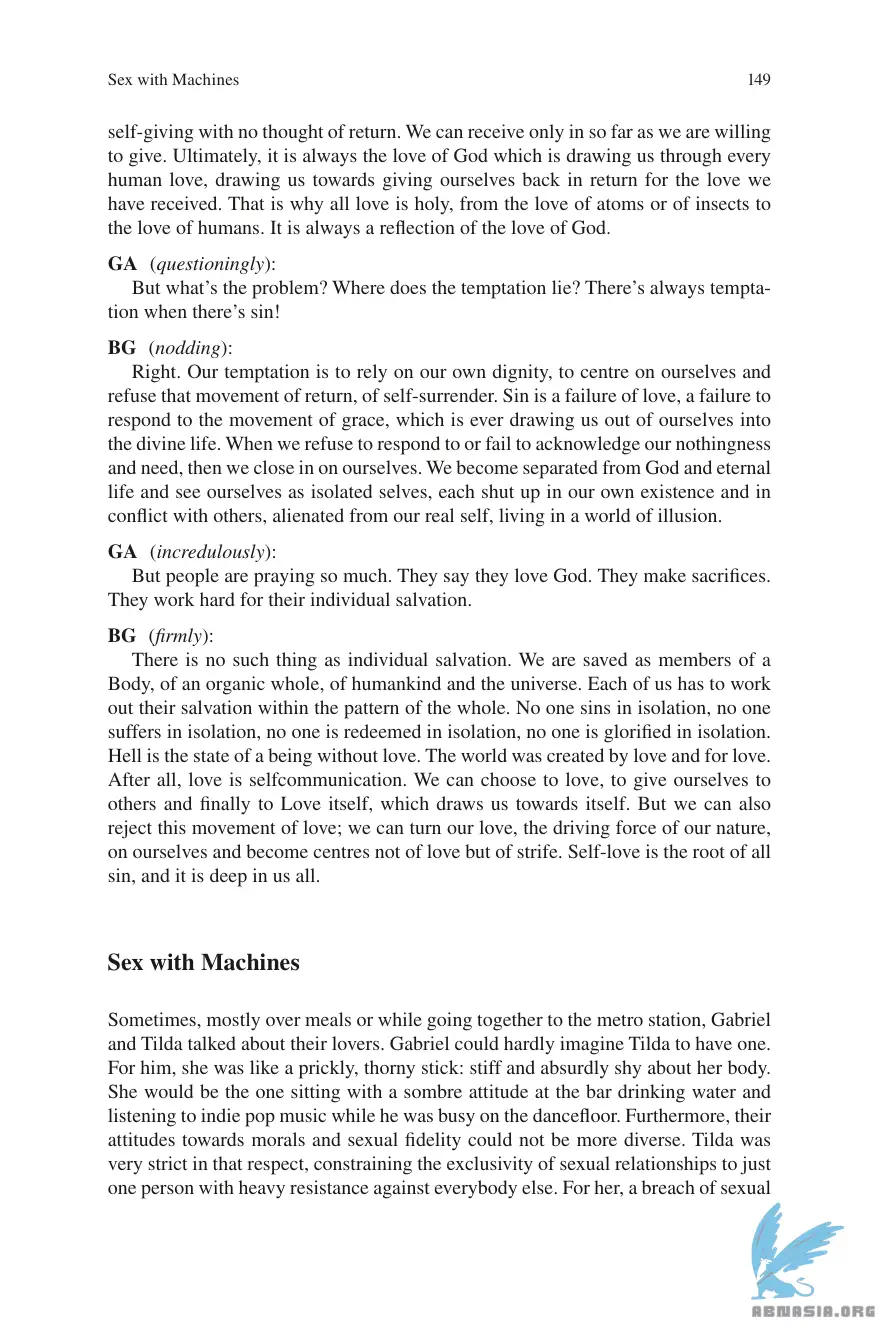 Sex with Machines 149
self-giving with no thought of return. We can receive only in so far as we are willing
to give. Ultimately, it is always the love of God which is drawing us through every
human love, drawing us towards giving ourselves back in return for the love we
have received. That is why all love is holy, from the love of atoms or of insects to
the love of humans. It is always a reflection of the love of God.
GA (questioningly):
But what's the problem? Where does the temptation lie? There's always tempta-
tion when there's sin!
BG (nodding):
Right. Our temptation is to rely on our own dignity, to centre on ourselves and
refuse that movement of return, of self-surrender. Sin is a failure of love, a failure to
respond to the movement of grace, which is ever drawing us out of ourselves into
the divine life. When we refuse to respond to or fail to acknowledge our nothingness
and need, then we close in on ourselves. We become separated from God and eternal
life and see ourselves as isolated selves, each shut up in our own existence and in
conflict with others, alienated from our real self, living in a world of illusion.
GA (incredulously):
But people are praying so much. They say they love God. They make sacrifices.
They work hard for their individual salvation.
BG (firmly):
There is no such thing as individual salvation. We are saved as members of a
Body, of an organic whole, of humankind and the universe. Each of us has to work
out their salvation within the pattern of the whole. No one sins in isolation, no one
suffers in isolation, no one is redeemed in isolation, no one is glorified in isolation.
Hell is the state of a being without love. The world was created by love and for love.
After all, love is selfcommunication. We can choose to love, to give ourselves to
others and finally to Love itself, which draws us towards itself. But we can also
reject this movement of love; we can turn our love, the driving force of our nature,
on ourselves and become centres not of love but of strife. Self-love is the root of all
sin, and it is deep in us all.
Sex with Machines
Sometimes, mostly over meals or while going together to the metro station, Gabriel
and Tilda talked about their lovers. Gabriel could hardly imagine Tilda to have one.
For him, she was like a prickly, thorny stick: stiff and absurdly shy about her body.
She would be the one sitting with a sombre attitude at the bar drinking water and
listening to indie pop music while he was busy on the dancefloor. Furthermore, their
attitudes towards morals and sexual fidelity could not be more diverse. Tilda was
very strict in that respect, constraining the exclusivity of sexual relationships to just
one person with heavy resistance against everybody else. For her, a breach of sexual
ABNASIA.ORG